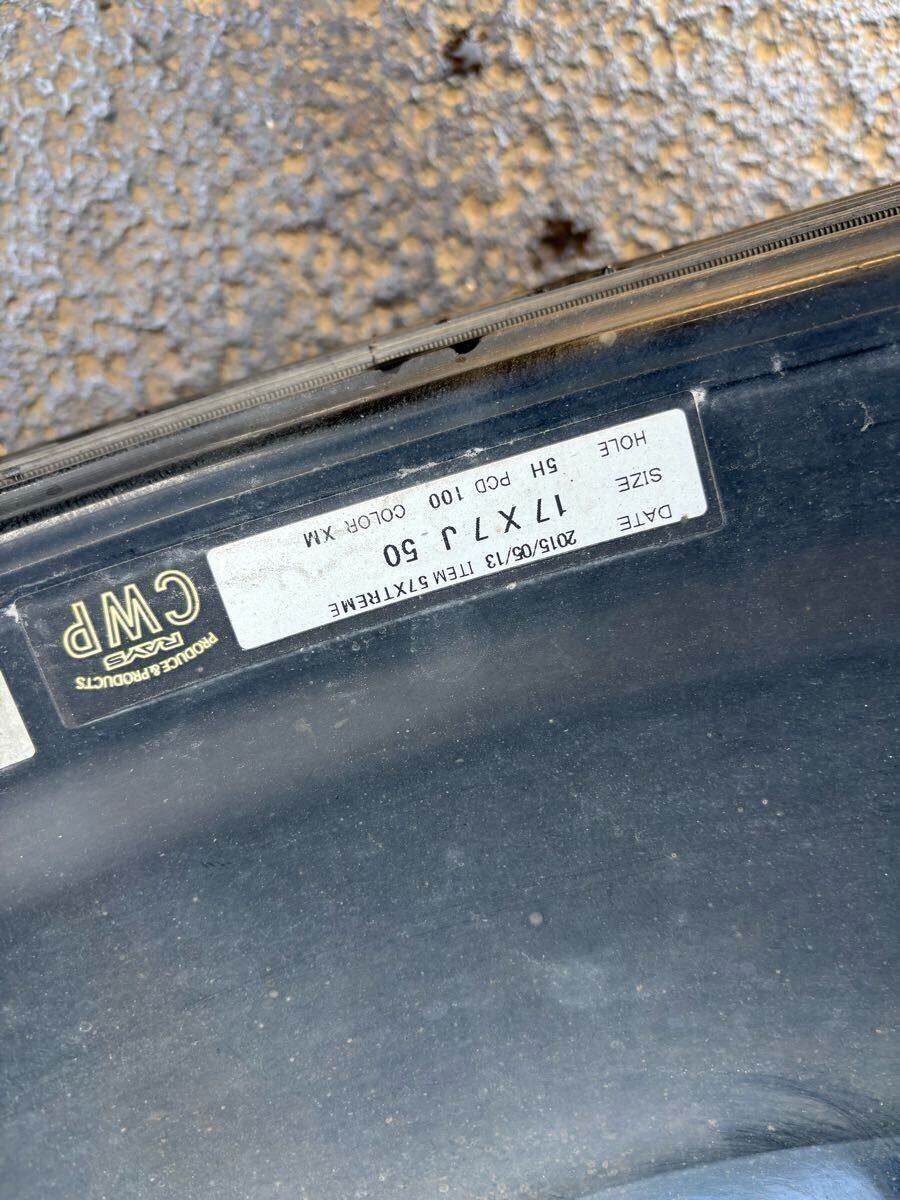 DATE 2015/05/13 ITEM 57XTREME
SIZE 17 X 7 J 50
HOLE 5H PCD 100 COLOR XM
PRODUCE&PRODUCTS
RAYS
CWP